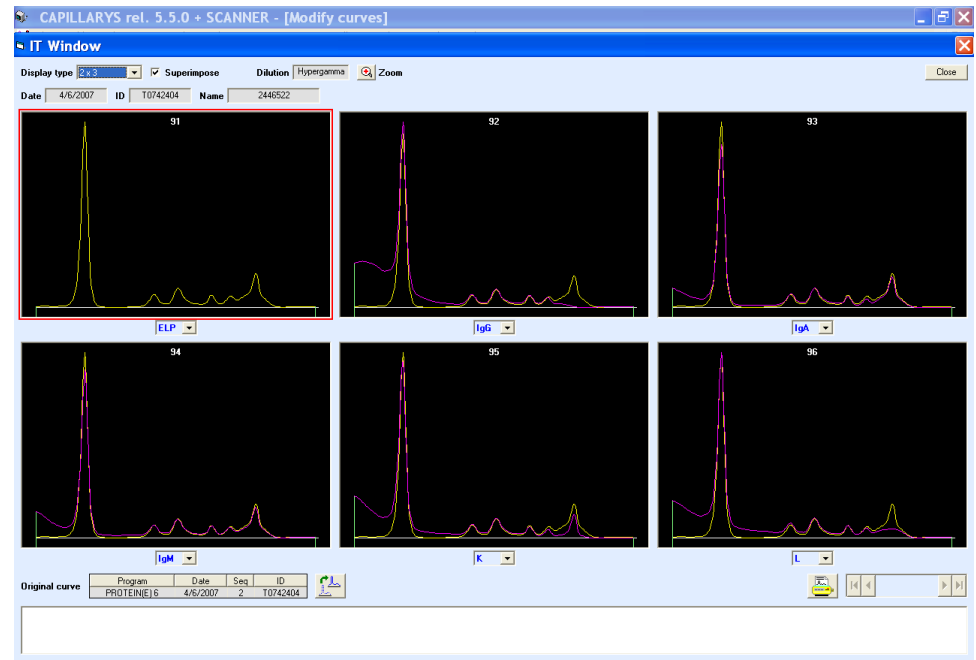 CAPILLARYS rel. 5.5.0 + SCANNER - [Modify curves]
IT Window
Display type 2 x 3 Superimpose Dilution Hypergamma Zoom Close
Date 4/6/2007 ID T0742404 Name 2446522
91 92 93
ELP IgG IgA
94 95 96
IgM K L
Original curve Program Date Seq ID
PROTEIN(E) 6 4/6/2007 2 T0742404